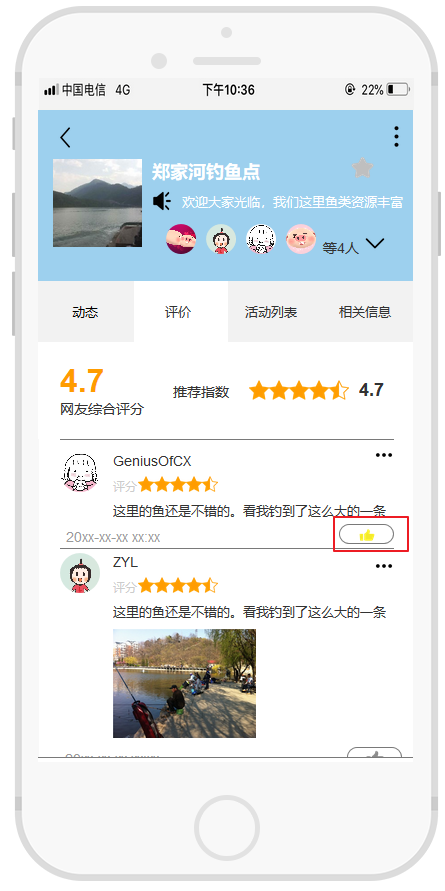 中国电信 4G 下午10:36 22%
郑家河钓鱼点
欢迎大家光临，我们这里鱼类资源丰富
等4人
动态 评价 活动列表 相关信息
4.7 推荐指数 4.7
网友综合评分
GeniusOfCX
评分
这里的鱼还是不错的。看我钓到了这么大的一条
20xx-xx-xx xx:xx
ZYL
评分
这里的鱼还是不错的。看我钓到了这么大的一条